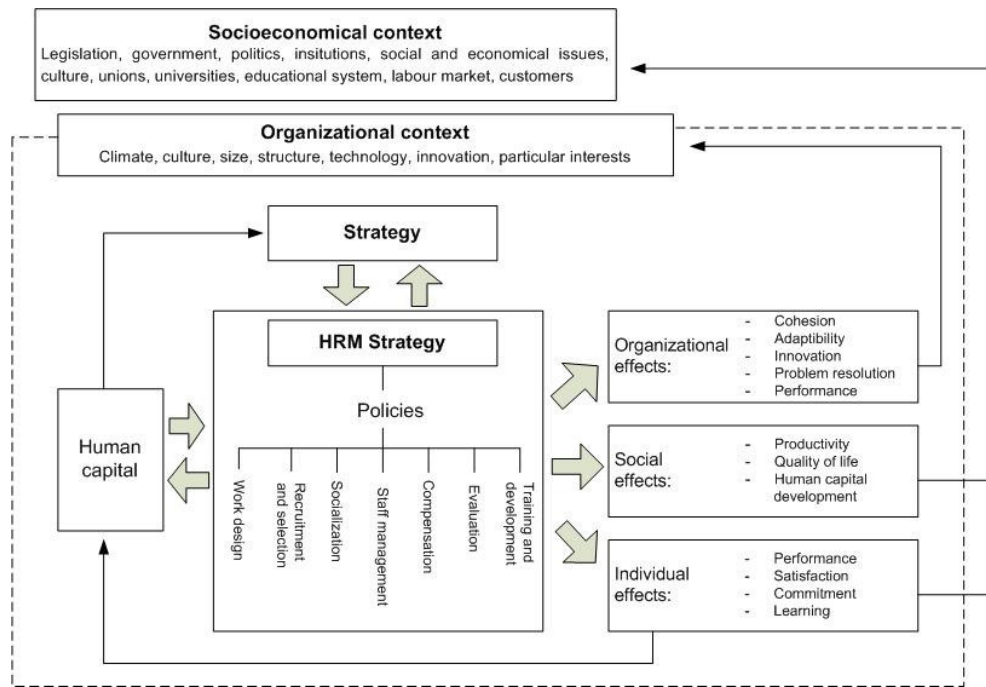 Socioeconomical context
Legislation, government, politics, insitutions, social and economical issues,
culture, unions, universities, educational system, labour market, customers
Organizational context
Climate, culture, size, structure, technology, innovation, particular interests
Strategy
HRM Strategy
Policies
Work design
Recruitment
and selection
Socialization
Staff management
Compensation
Evaluation
Training and
development
Human
capital
Organizational
effects:
- Cohesion
- Adaptibility
- Innovation
- Problem resolution
- Performance
Social
effects:
- Productivity
- Quality of life
- Human capital
development
Individual
effects:
- Performance
- Satisfaction
- Commitment
- Learning